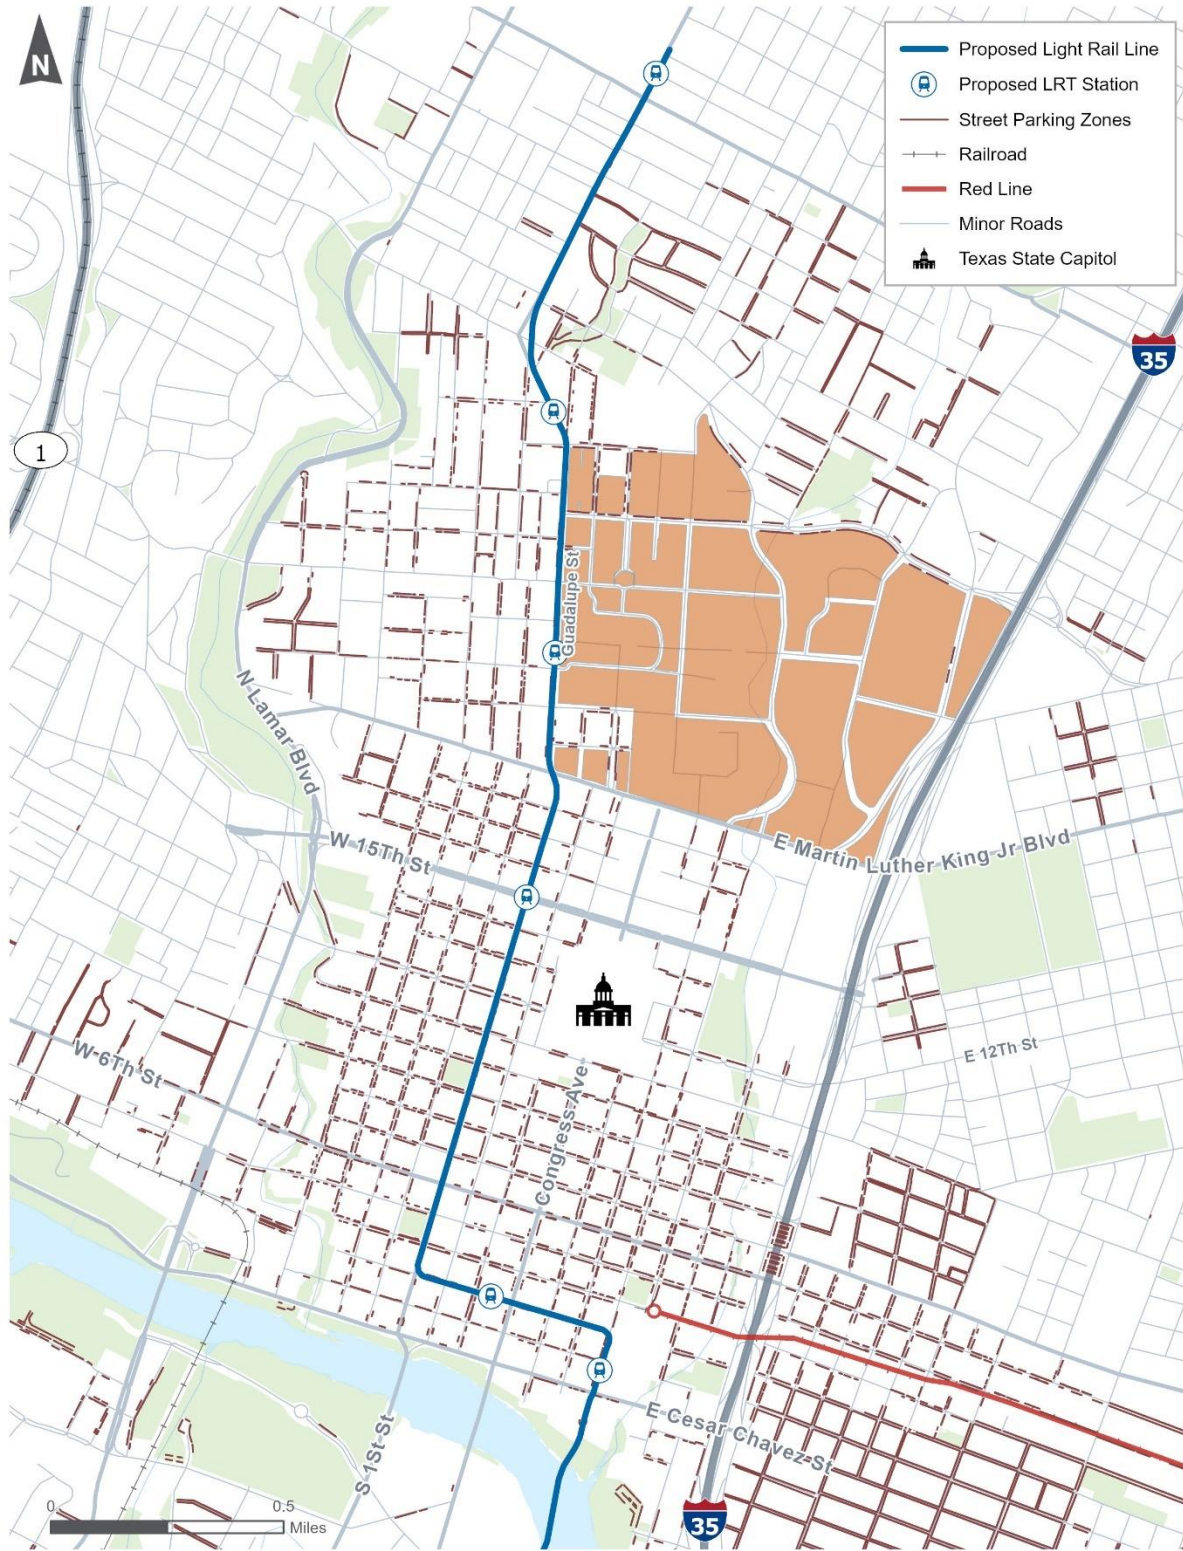 N
Proposed Light Rail Line
Proposed LRT Station
Street Parking Zones
Railroad
Red Line
Minor Roads
Texas State Capitol
35
1
Guadalupe St
N Lamar Blvd
W 15Th St
E Martin Luther King Jr Blvd
E 12Th St
W 6Th St
Congress Ave
E Cesar Chavez St
S 1St St
0 0.5
Miles
35